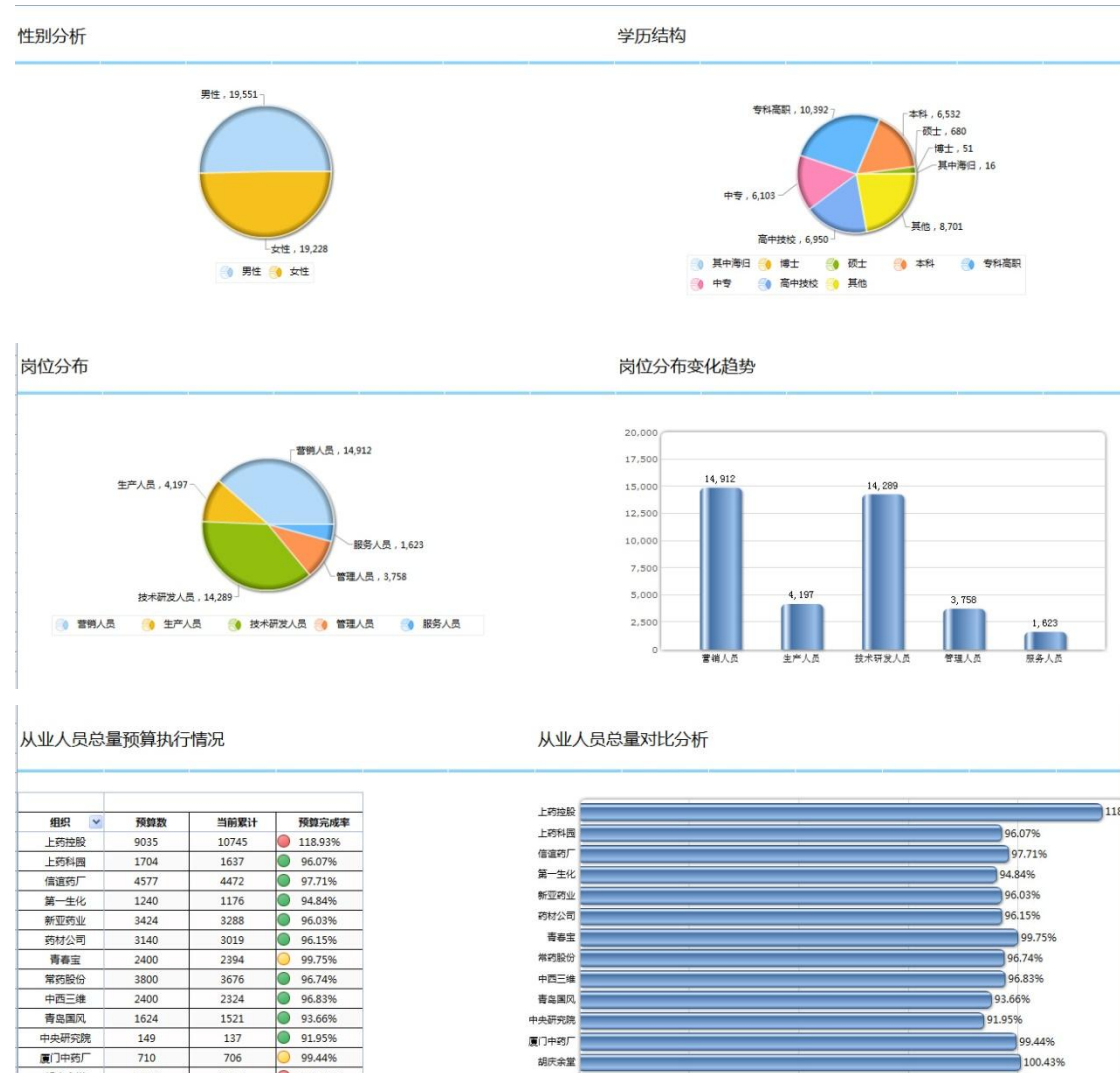 性别分析
学历结构
男性 , 19,551
女性 , 19,228
男性 女性
专科高职 , 10,392
本科 , 6,532
硕士 , 680
博士 , 51
其中海归 , 16
中专 , 6,103
其他 , 8,701
高中技校 , 6,950
其中海归 博士 硕士 本科 专科高职
中专 高中技校 其他
岗位分布
岗位分布变化趋势
营销人员 , 14,912
生产人员 , 4,197
服务人员 , 1,623
管理人员 , 3,758
技术研发人员 , 14,289
营销人员 生产人员 技术研发人员 管理人员 服务人员
20,000
17,500
15,000
12,500
10,000
7,500
5,000
2,500
0
14,912
4,197
14,289
3,758
1,623
营销人员 生产人员 技术研发人员 管理人员 服务人员
从业人员总量预算执行情况
从业人员总量对比分析
组织 预算数 当前累计 预算完成率
上药控股 9035 10745 118.93%
上药科园 1704 1637 96.07%
信谊药厂 4577 4472 97.71%
第一生化 1240 1176 94.84%
新亚药业 3424 3288 96.03%
药材公司 3140 3019 96.15%
青春宝 2400 2394 99.75%
常药股份 3800 3676 96.74%
中西三维 2400 2324 96.83%
青岛国风 1624 1521 93.66%
中央研究院 149 137 91.95%
厦门中药厂 710 706 99.44%
上药控股 118
上药科园 96.07%
信谊药厂 97.71%
第一生化 94.84%
新亚药业 96.03%
药材公司 96.15%
青春宝 99.75%
常药股份 96.74%
中西三维 96.83%
青岛国风 93.66%
中央研究院 91.95%
厦门中药厂 99.44%
胡庆余堂 100.43%